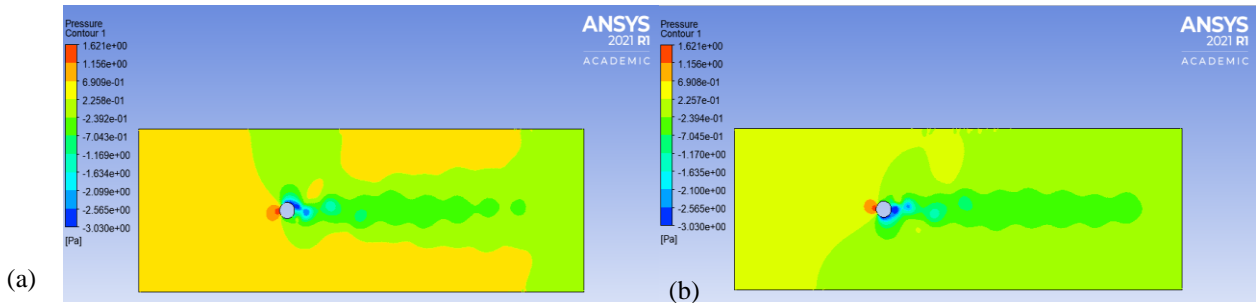 Pressure
Contour 1
1.621e+00
1.156e+00
6.909e-01
2.258e-01
-2.392e-01
-7.043e-01
-1.169e+00
-1.634e+00
-2.099e+00
-2.565e+00
-3.030e+00
[Pa]
ANSYS
2021 R1
ACADEMIC
(a)
Pressure
Contour 1
1.621e+00
1.156e+00
6.908e-01
2.257e-01
-2.394e-01
-7.045e-01
-1.170e+00
-1.635e+00
-2.100e+00
-2.565e+00
-3.030e+00
[Pa]
ANSYS
2021 R1
ACADEMIC
(b)